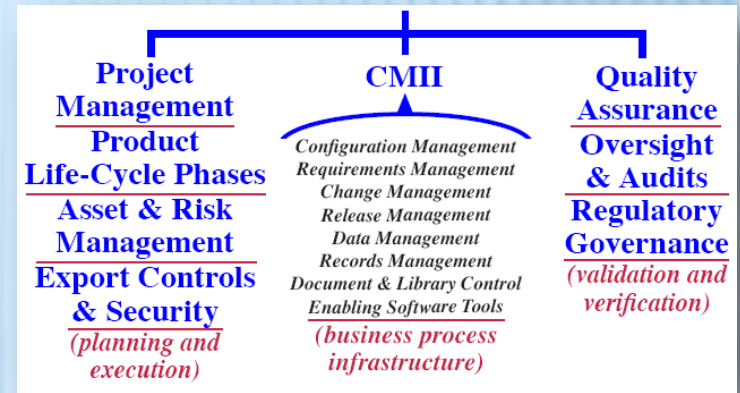 Project
Management
Product
Life-Cycle Phases
Asset & Risk
Management
Export Controls
& Security
(planning and
execution)
CMII
Configuration Management
Requirements Management
Change Management
Release Management
Data Management
Records Management
Document & Library Control
Enabling Software Tools
(business process
infrastructure)
Quality
Assurance
Oversight
& Audits
Regulatory
Governance
(validation and
verification)